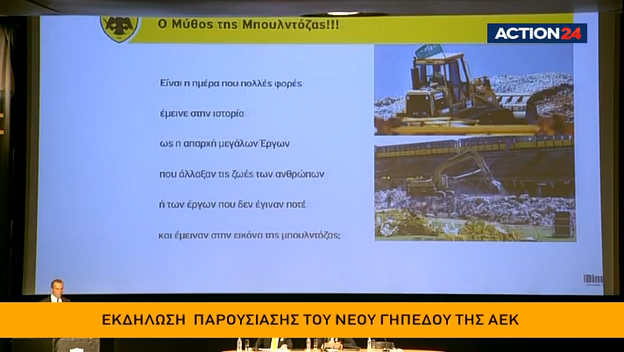 Ο Μύθος της Μπουλντόζας!!!
ACTION24
Είναι η ημέρα που πολλές φορές
έμεινε στην ιστορία
ως η απαρχή μεγάλων Έργων
που άλλαξαν τις ζωές των ανθρώπων
ή των έργων που δεν έγιναν ποτέ
και έμειναν στην εικόνα της μπουλντόζας;
ΕΚΔΗΛΩΣΗ ΠΑΡΟΥΣΙΑΣΗΣ ΤΟΥ ΝΕΟΥ ΓΗΠΕΔΟΥ ΤΗΣ ΑΕΚ